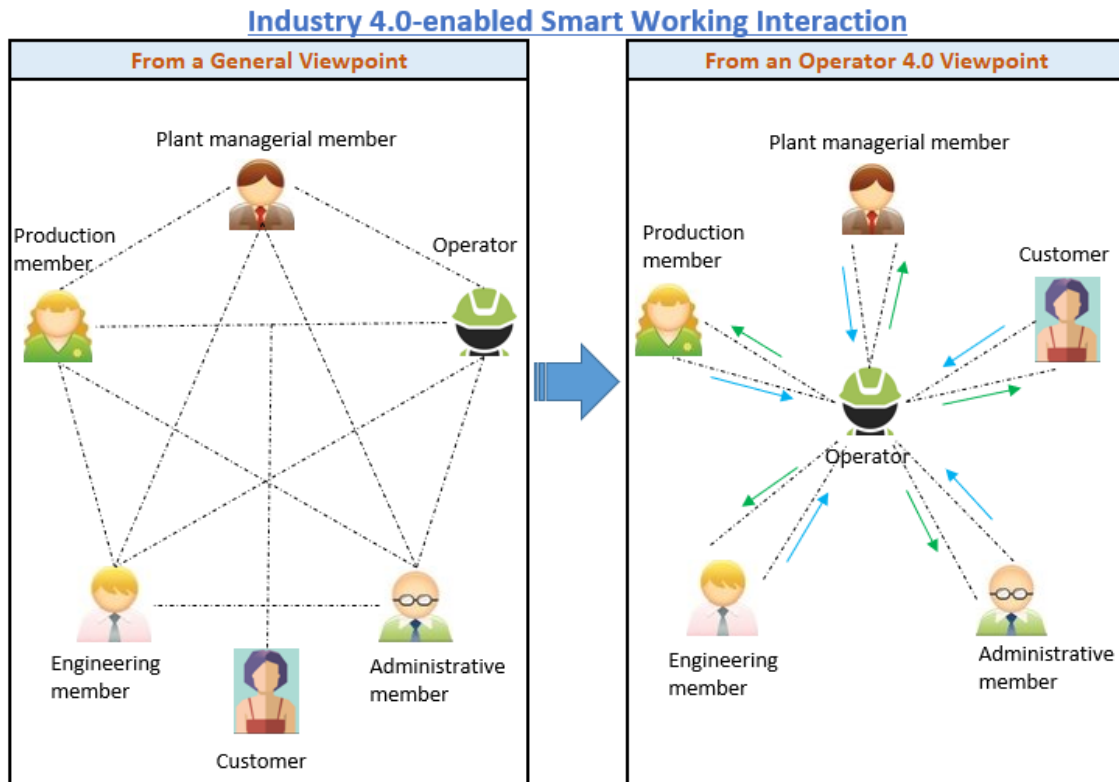 Industry 4.0-enabled Smart Working Interaction
From a General Viewpoint
Plant managerial member
Production
member
Operator
Engineering
member
Administrative
member
Customer
From an Operator 4.0 Viewpoint
Plant managerial member
Production
member
Customer
Operator
Engineering
member
Administrative
member